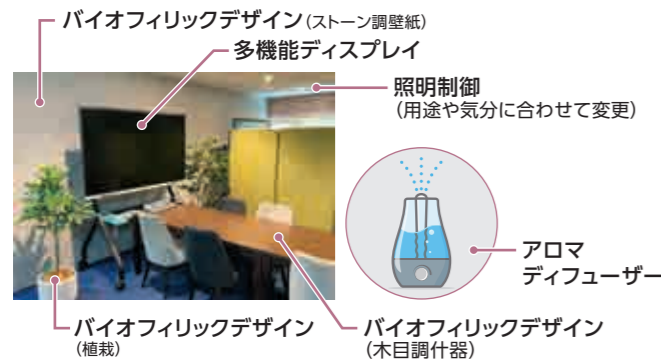 バイオフィリックデザイン(ストーン調壁紙)
多機能ディスプレイ
照明制御
(用途や気分に合わせて変更)
アロマ
ディフューザー
バイオフィリックデザイン
(植栽)
バイオフィリックデザイン
(木目調什器)